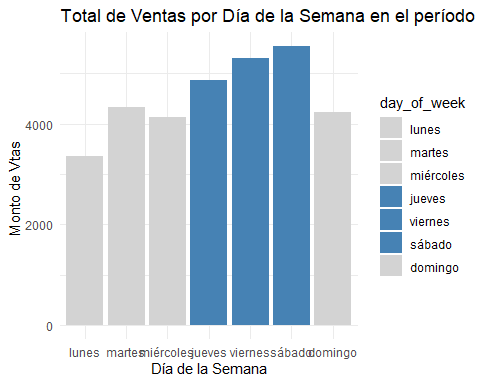 Total de Ventas por Día de la Semana en el período
Monto de Vtas
4000
2000
0
lunes martes miércoles jueves viernes sábado domingo
Día de la Semana
day_of_week
lunes
martes
miércoles
jueves
viernes
sábado
domingo